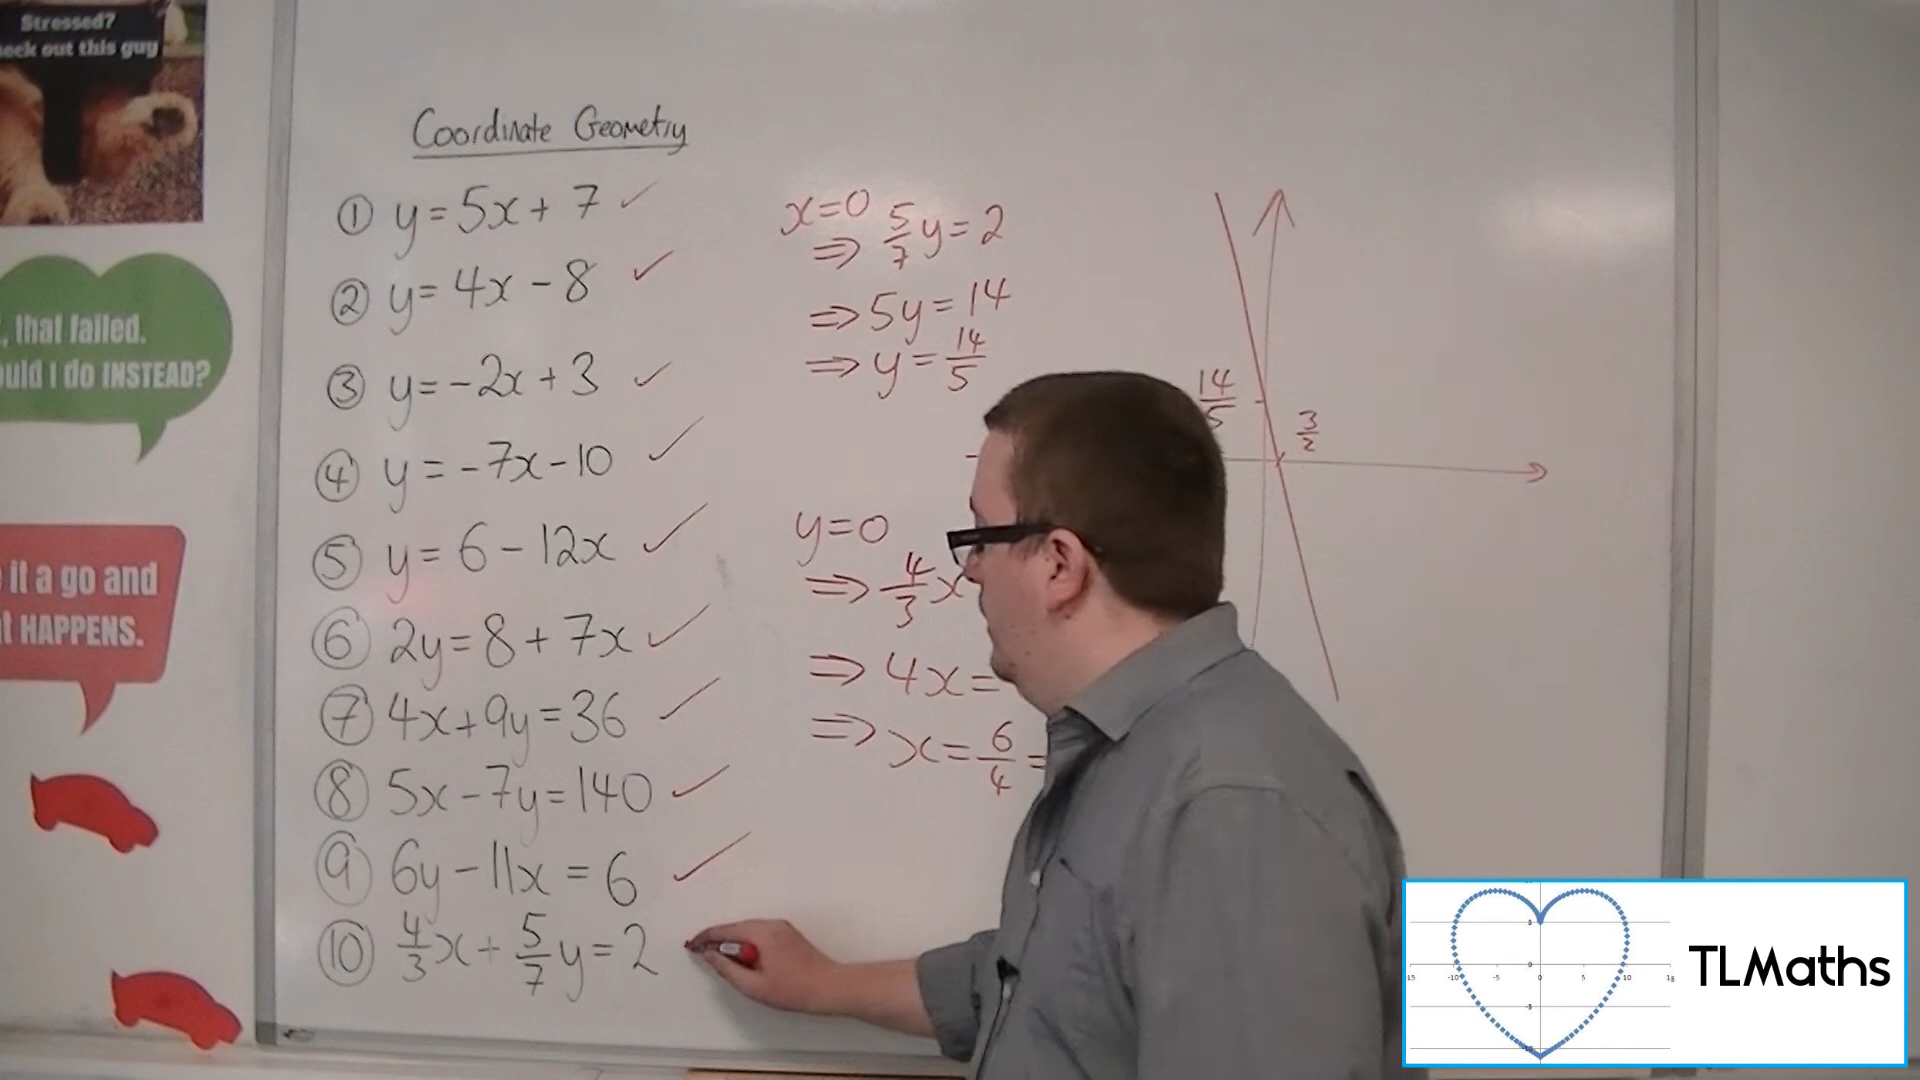 Stressed?
eck out this guy
, that failed.
uld I do INSTEAD?
it a go and
HAPPENS.
Coordinate Geometry
① y=5x+7 ✓
② y=4x-8 ✓
③ y=-2x+3 ✓
④ y=-7x-10 ✓
⑤ y=6-12x ✓
⑥ 2y=8+7x ✓
⑦ 4x+9y=36 ✓
⑧ 5x-7y=140 ✓
⑨ 6y-11x=6 ✓
⑩ 4/3x+5/7y=2
x=0
⇒ 5/7y=2
⇒ 5y=14
⇒ y=14/5
y=0
⇒ 4/3x
⇒ 4x=
⇒ x=6/4=
14/5
3/2
TLMaths